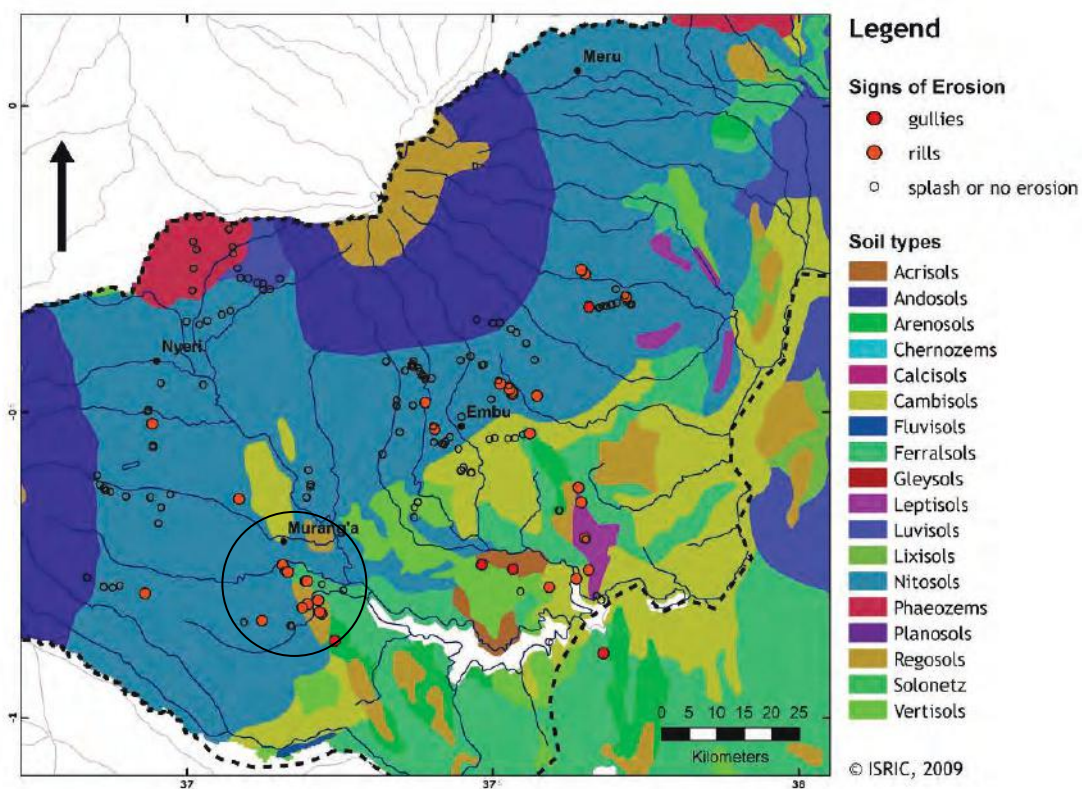 Meru
Nyeri
Embu
Murang'a
0
-0
-1
37
37
38
0 5 10 15 20 25
Kilometers
Legend
Signs of Erosion
gullies
rills
splash or no erosion
Soil types
Acrisols
Andosols
Arenosols
Chernozems
Calcisols
Cambisols
Fluvisols
Ferralsols
Gleysols
Leptisols
Luvisols
Lixisols
Nitosols
Phaeozems
Planosols
Regosols
Solonetz
Vertisols
© ISRIC, 2009